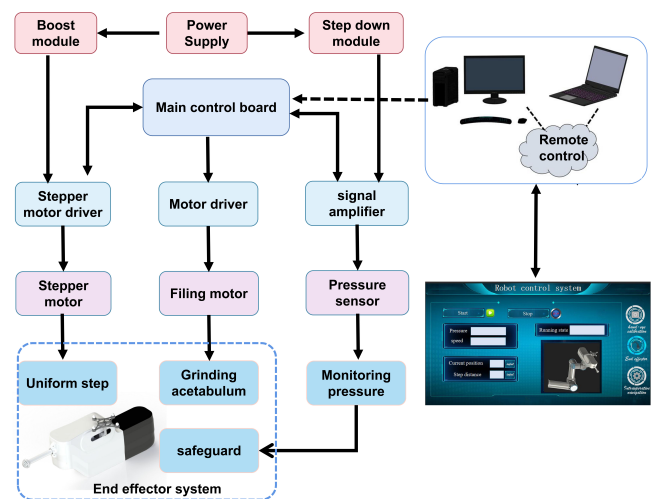 Boost
module
Power
Supply
Step down
module
Main control board
Remote
control
Stepper
motor driver
Motor driver
signal
amplifier
Stepper
motor
Filing motor
Pressure
sensor
Robot control system
Start
Stop
Pressure
speed
Running state
Current position
Step distance
End effector
Uniform step
Grinding
acetabulum
Monitoring
pressure
safeguard
End effector system